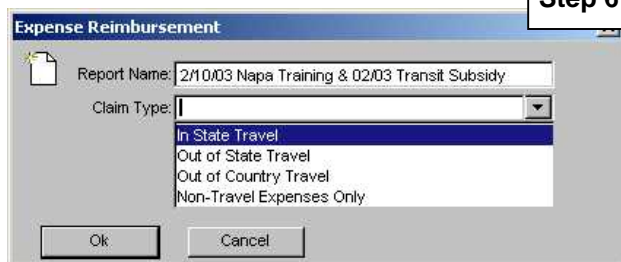 Step 6
Expense Reimbursement
Report Name: 2/10/03 Napa Training & 02/03 Transit Subsidy
Claim Type:
In State Travel
Out of State Travel
Out of Country Travel
Non-Travel Expenses Only
Ok Cancel